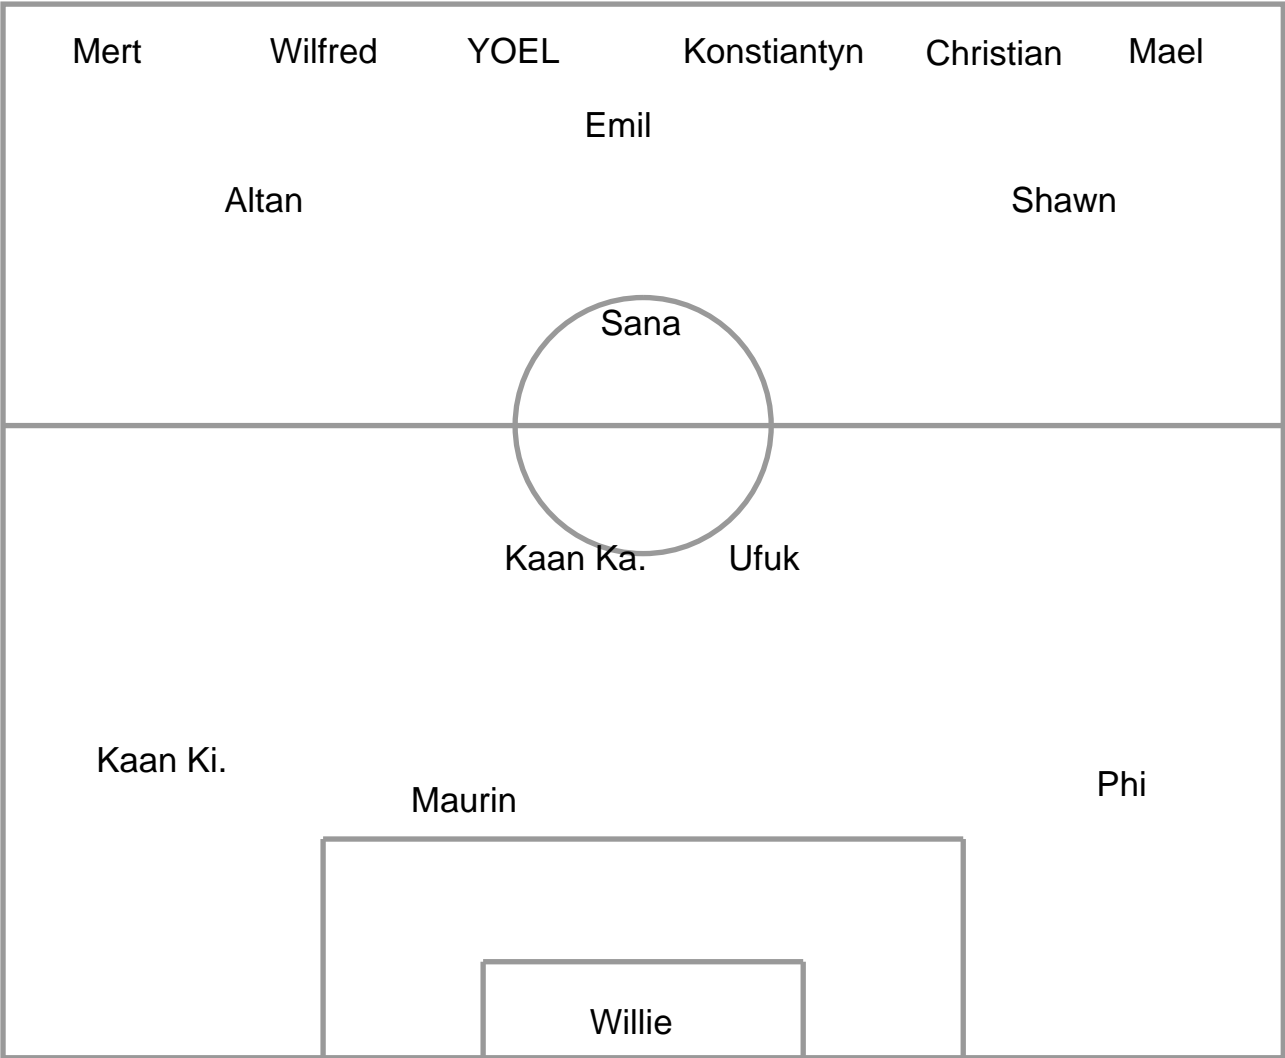 Mert Wilfred YOEL Konstiantyn Christian Mael
Emil
Altan Shawn
Sana
Kaan Ka. Ufuk
Kaan Ki.
Phi
Maurin
Willie